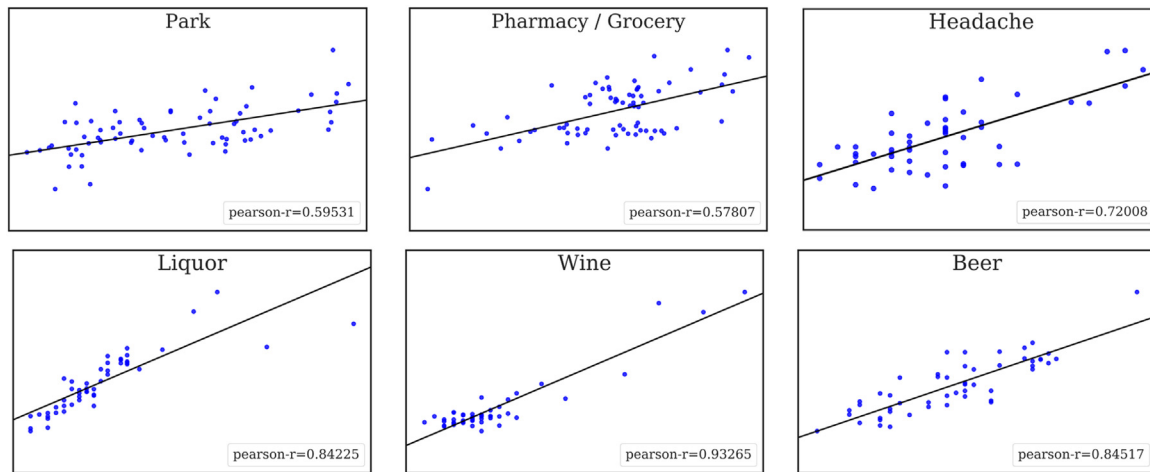 Park
pearson-r=0.59531
Pharmacy / Grocery
pearson-r=0.57807
Headache
pearson-r=0.72008
Liquor
pearson-r=0.84225
Wine
pearson-r=0.93265
Beer
pearson-r=0.84517